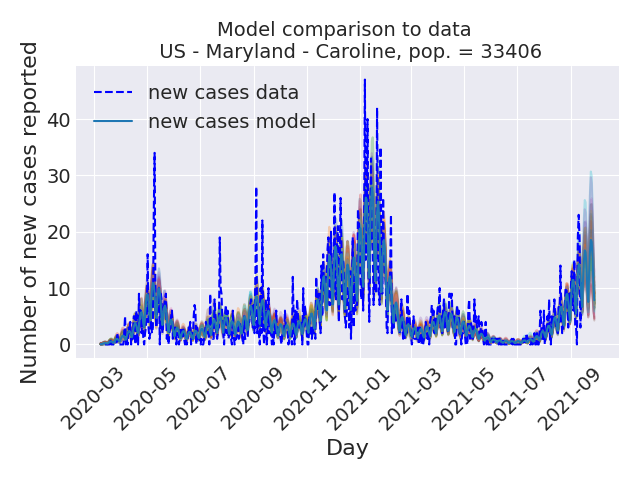 Model comparison to data
US - Maryland - Caroline, pop. = 33406
Number of new cases reported
40
30
20
10
0
new cases data
new cases model
2020-03
2020-05
2020-07
2020-09
2020-11
2021-01
2021-03
2021-05
2021-07
2021-09
Day